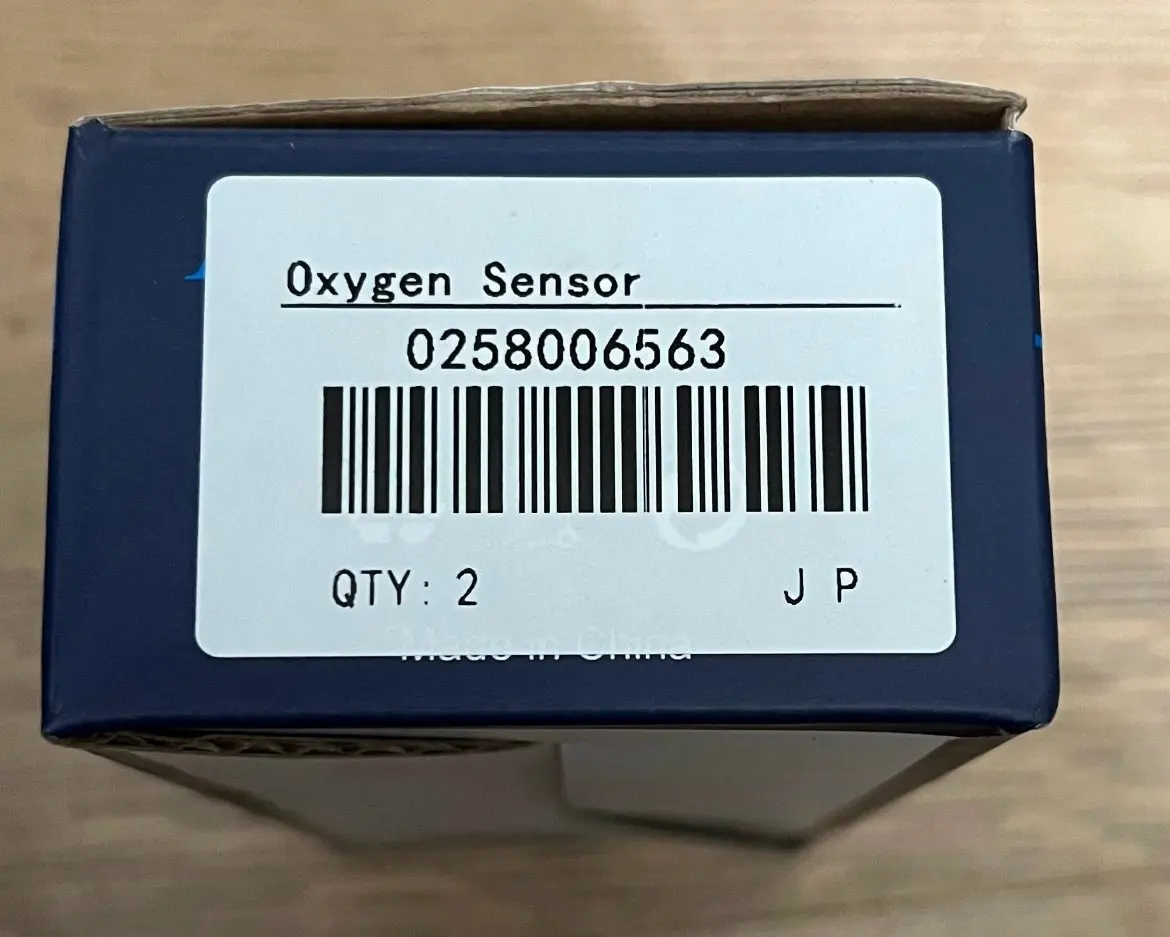 Oxygen Sensor
0258006563
QTY: 2 J P
Made in China